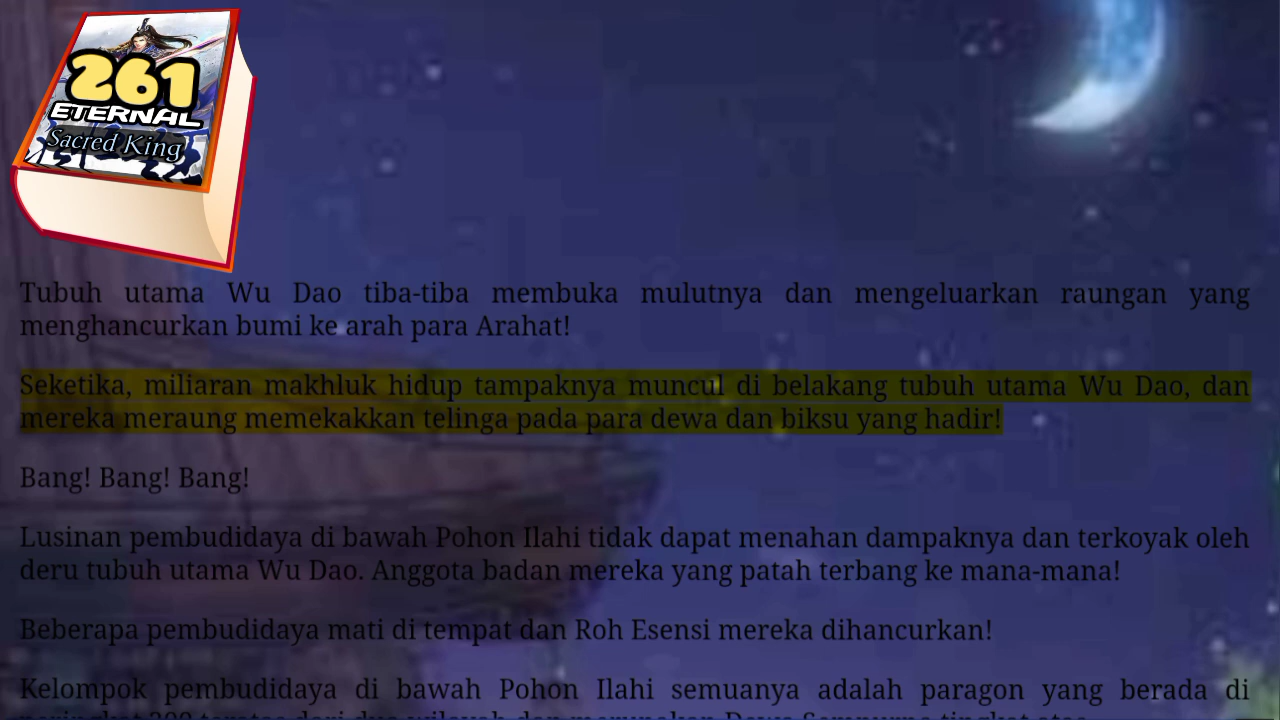 261
ETERNAL
Sacred King
Tubuh utama Wu Dao tiba-tiba membuka mulutnya dan mengeluarkan raungan yang
menghancurkan bumi ke arah para Arahat!
Seketika, miliaran makhluk hidup tampaknya muncul di belakang tubuh utama Wu Dao, dan
mereka meraung memekakkan telinga pada para dewa dan biksu yang hadir!
Bang! Bang! Bang!
Lusinan pembudidaya di bawah Pohon Ilahi tidak dapat menahan dampaknya dan terkoyak oleh
deru tubuh utama Wu Dao. Anggota badan mereka yang patah terbang ke mana-mana!
Beberapa pembudidaya mati di tempat dan Roh Esensi mereka dihancurkan!
Kelompok pembudidaya di bawah Pohon Ilahi semuanya adalah paragon yang berada di